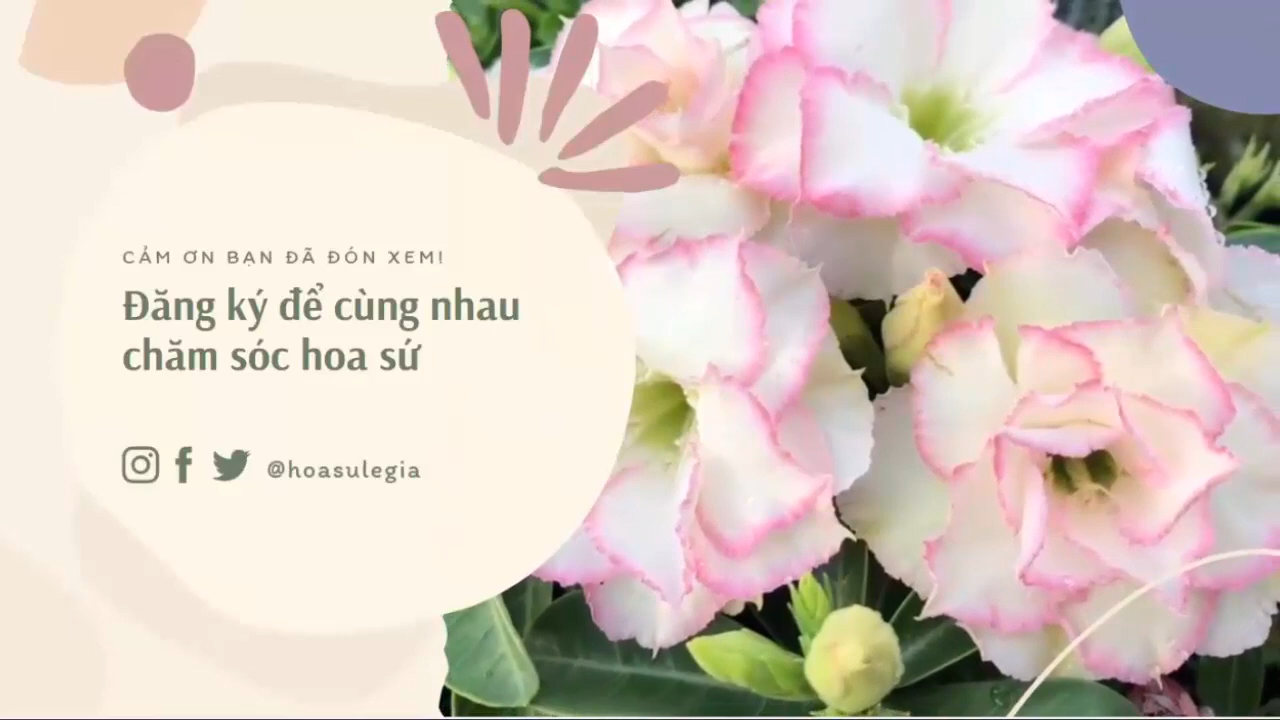 CẢM ƠN BẠN ĐÃ ĐÓN XEM!
Đăng ký để cùng nhau
chăm sóc hoa sứ
@hoasulegia